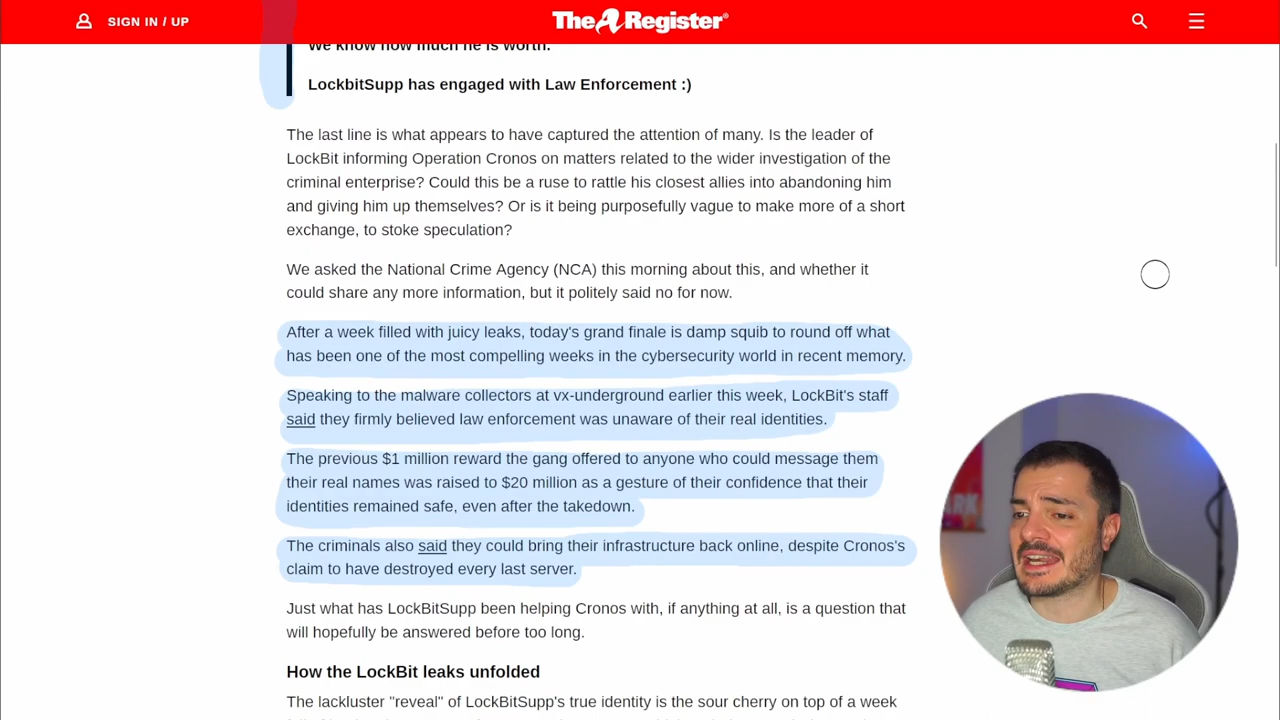 SIGN IN / UP
The Register®
We know how much he is worth.
LockbitSupp has engaged with Law Enforcement :)
The last line is what appears to have captured the attention of many. Is the leader of
LockBit informing Operation Cronos on matters related to the wider investigation of the
criminal enterprise? Could this be a ruse to rattle his closest allies into abandoning him
and giving him up themselves? Or is it being purposefully vague to make more of a short
exchange, to stoke speculation?
We asked the National Crime Agency (NCA) this morning about this, and whether it
could share any more information, but it politely said no for now.
After a week filled with juicy leaks, today's grand finale is damp squib to round off what
has been one of the most compelling weeks in the cybersecurity world in recent memory.
Speaking to the malware collectors at vx-underground earlier this week, LockBit's staff
said they firmly believed law enforcement was unaware of their real identities.
The previous $1 million reward the gang offered to anyone who could message them
their real names was raised to $20 million as a gesture of their confidence that their
identities remained safe, even after the takedown.
The criminals also said they could bring their infrastructure back online, despite Cronos's
claim to have destroyed every last server.
Just what has LockBitSupp been helping Cronos with, if anything at all, is a question that
will hopefully be answered before too long.
How the LockBit leaks unfolded
The lackluster "reveal" of LockBitSupp's true identity is the sour cherry on top of a week